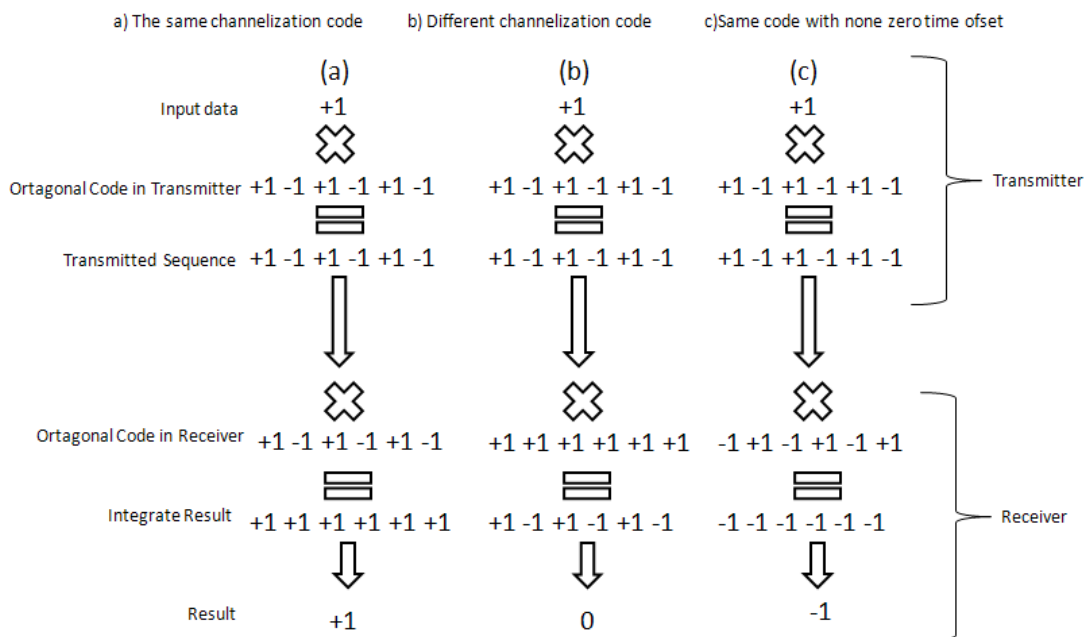 a) The same channelization code b) Different channelization code c)Same code with none zero time ofset
(a) (b) (c)
Input data +1 +1 +1
Ortagonal Code in Transmitter +1 -1 +1 -1 +1 -1 +1 -1 +1 -1 +1 -1 +1 -1 +1 -1 +1 -1
Transmitter
Transmitted Sequence +1 -1 +1 -1 +1 -1 +1 -1 +1 -1 +1 -1 +1 -1 +1 -1 +1 -1
Ortagonal Code in Receiver +1 -1 +1 -1 +1 -1 +1 +1 +1 +1 +1 +1 -1 +1 -1 +1 -1 +1
Integrate Result +1 +1 +1 +1 +1 +1 +1 -1 +1 -1 +1 -1 -1 -1 -1 -1 -1 -1
Receiver
Result +1 0 -1